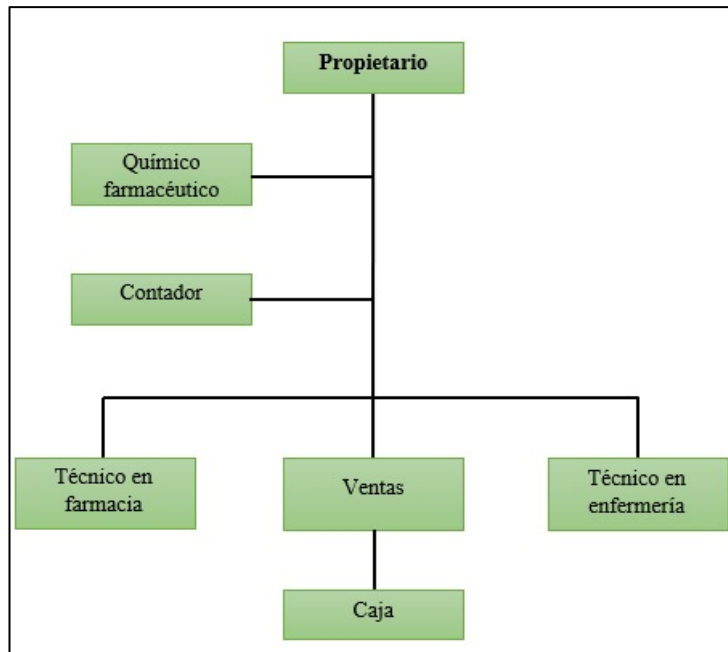 Propietario
Químico
farmacéutico
Contador
Técnico en
farmacia
Ventas
Técnico en
enfermería
Caja